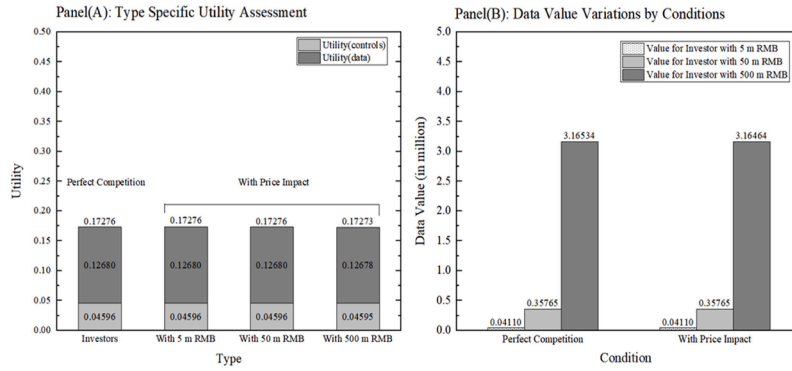 Panel(A): Type Specific Utility Assessment
0.50
0.45
0.40
0.35
0.30
0.25
0.20
0.15
0.10
0.05
0.00
Utility
Utility(controls)
Utility(data)
Perfect Competition
With Price Impact
0.17276
0.17276
0.17276
0.17273
0.12680
0.12680
0.12680
0.12678
0.04596
0.04596
0.04596
0.04595
Investors
With 5 m RMB
With 50 m RMB
With 500 m RMB
Type
Panel(B): Data Value Variations by Conditions
5.0
4.5
4.0
3.5
3.0
2.5
2.0
1.5
1.0
0.5
0.0
Data Value (in million)
Value for Investor with 5 m RMB
Value for Investor with 50 m RMB
Value for Investor with 500 m RMB
3.16534
3.16464
0.35765
0.35765
0.04110
0.04110
Perfect Competition
With Price Impact
Condition